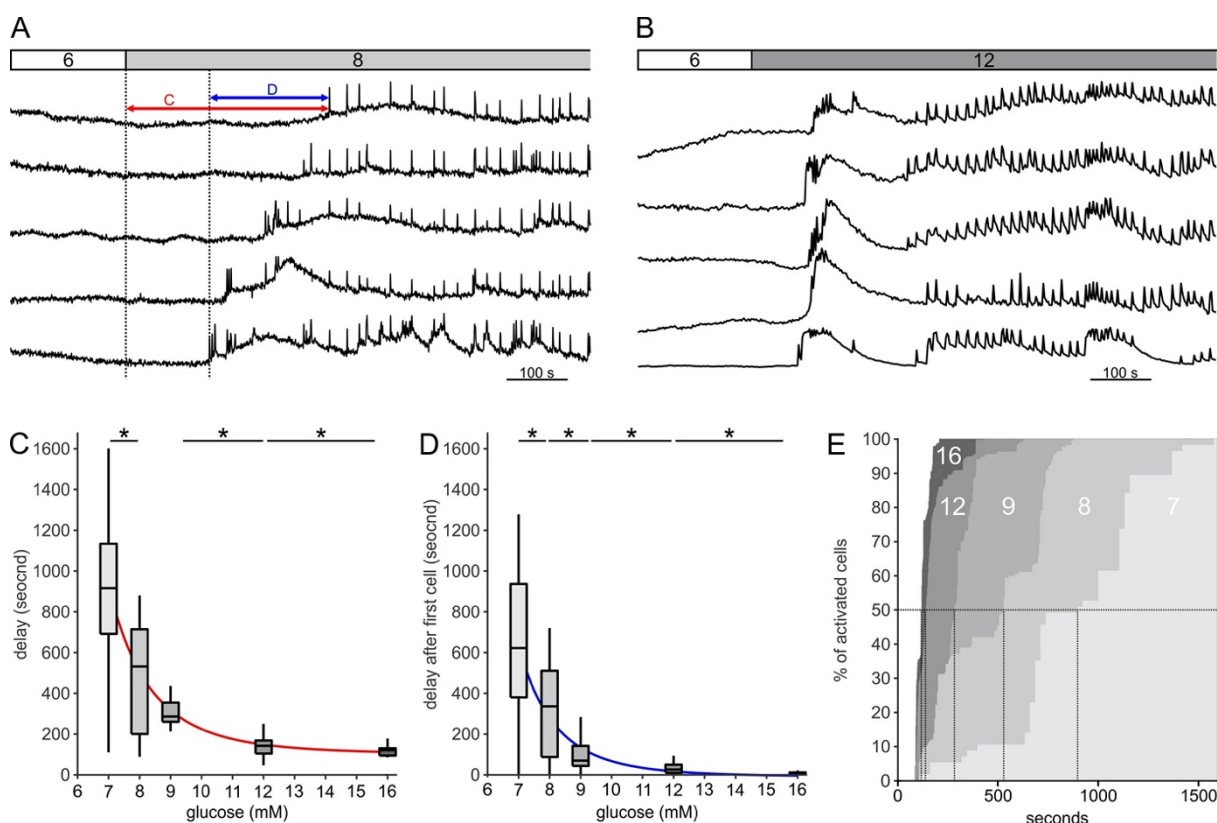 A
B
6 8
6 12
C
D
100 s
100 s
C
D
E
* * *
* * * *
1600
1400
1200
1000
800
600
400
200
0
delay (seocnd)
6 7 8 9 10 11 12 13 14 15 16
glucose (mM)
1600
1400
1200
1000
800
600
400
200
0
delay after first cell (seocnd)
6 7 8 9 10 11 12 13 14 15 16
glucose (mM)
100
90
80
70
60
50
40
30
20
10
0
% of activated cells
16
12 9 8 7
0 500 1000 1500
seconds